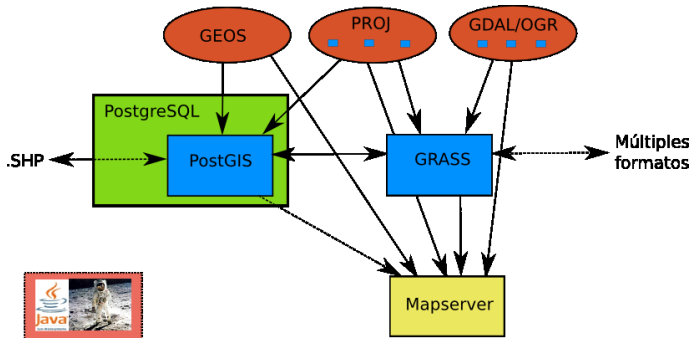 GEOS
PROJ
GDAL/OGR
PostgreSQL
PostGIS
GRASS
.SHP
Múltiples
formatos
Mapserver
Java